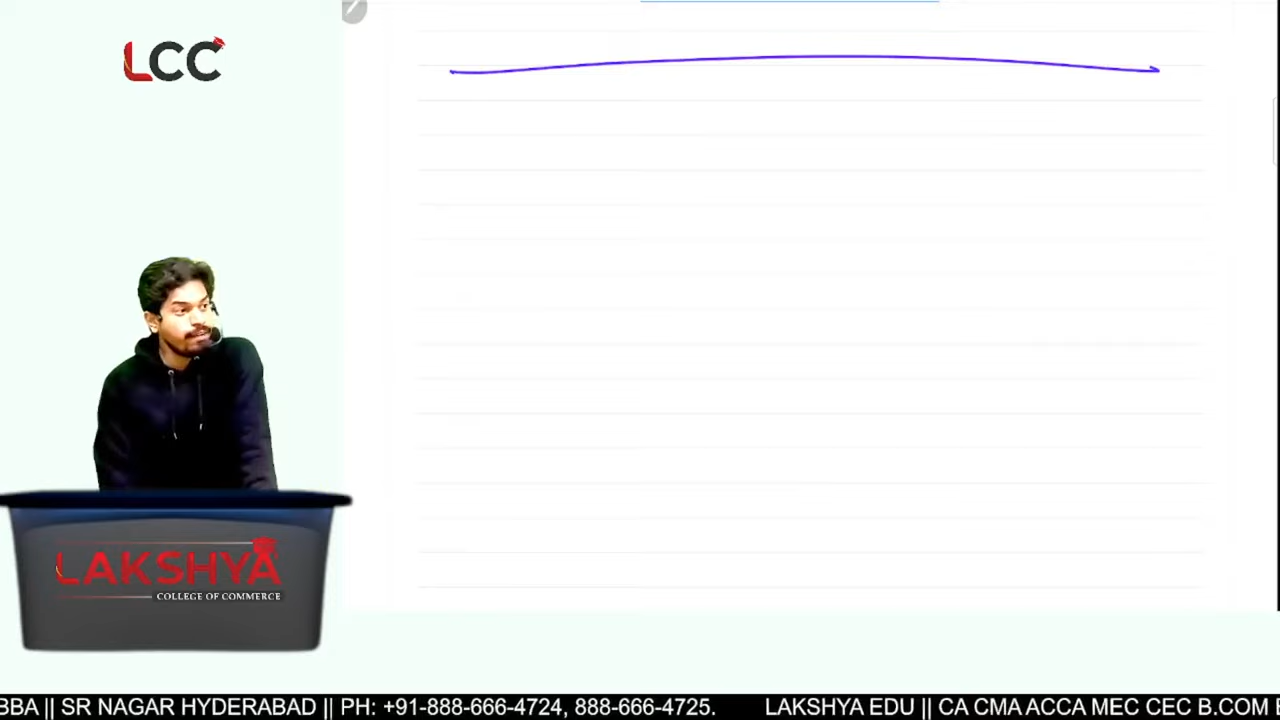 LCC
LAKSHYA
COLLEGE OF COMMERCE
BBA || SR NAGAR HYDERABAD || PH: +91-888-666-4724, 888-666-4725. LAKSHYA EDU || CA CMA ACCA MEC CEC B.COM